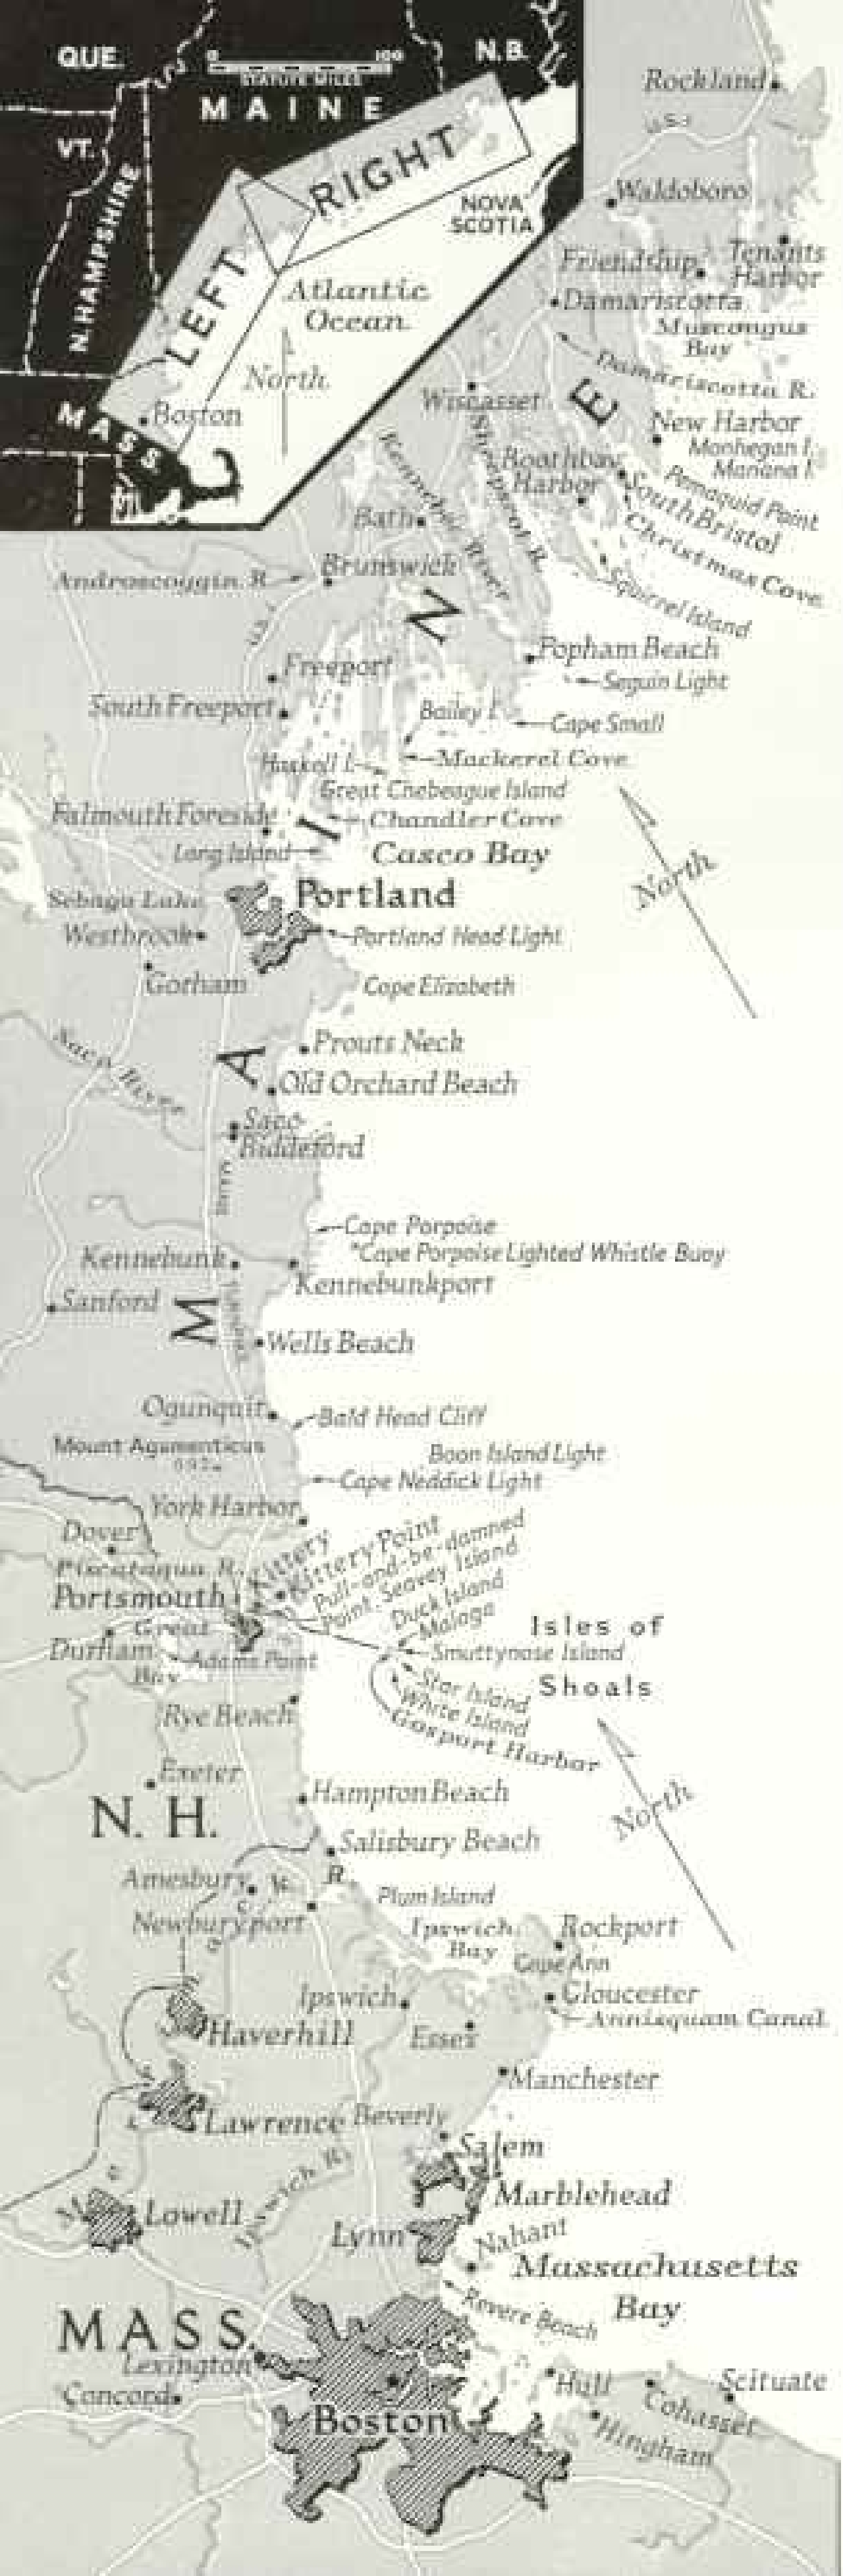 QUE.
0 100
STATUTE MILES
N.B.
MAINE
VT.
N. HAMPSHIRE
RIGHT
NOVA
SCOTIA
LEFT
Atlantic
Ocean
North
Boston
MASS.
Rockland
U.S.1
Waldoboro
Friendship
Tenants
Harbor
Damariscotta
Muscongus
Bay
Damariscotta R.
Wiscasset
E
New Harbor
Monhegan I.
Manana I.
Sheepscot R.
Boothbay
Harbor
Pemaquid Point
South Bristol
Christmas Cove
Kennebec River
Bath
Androscoggin R.
Brunswick
Squirrel Island
N
U.S.1
Popham Beach
Freeport
Seguin Light
South Freeport
Bailey I.
Cape Small
Haskell I.
Mackerel Cove
Great Chebeague Island
Falmouth Foreside
I
Chandler Cove
Long Island
Casco Bay
North
Sebago Lake
Portland
Westbrook
Portland Head Light
Gorham
Cape Elizabeth
Saco River
A
Prouts Neck
Old Orchard Beach
Saco
Biddeford
Cape Porpoise
*Cape Porpoise Lighted Whistle Buoy
Kennebunk
Kennebunkport
Sanford
M
Wells Beach
Ogunquit
Bald Head Cliff
Mount Agamenticus
Boon Island Light
Cape Neddick Light
York Harbor
Dover
Piscataqua R.
Kittery
Kittery Point
Pull-and-be-damned
Point
Seavey Island
Portsmouth
Duck Island
Malaga
Isles of
Shoals
Great
Bay
Durham
Adams Point
Smuttynose Island
Star Island
White Island
Gosport Harbor
Rye Beach
Exeter
N. H.
Hampton Beach
North
Salisbury Beach
Amesbury
R.
Plum Island
Newburyport
Ipswich
Bay
Rockport
Cape Ann
Ipswich
Gloucester
Annisquam Canal
Haverhill
Essex
Manchester
Lawrence
Beverly
Salem
Ipswich R.
Marblehead
Lowell
Lynn
Nahant
Massachusetts
Bay
Revere Beach
MASS.
Lexington
Concord
Hull
Scituate
Cohasset
Boston
Hingham